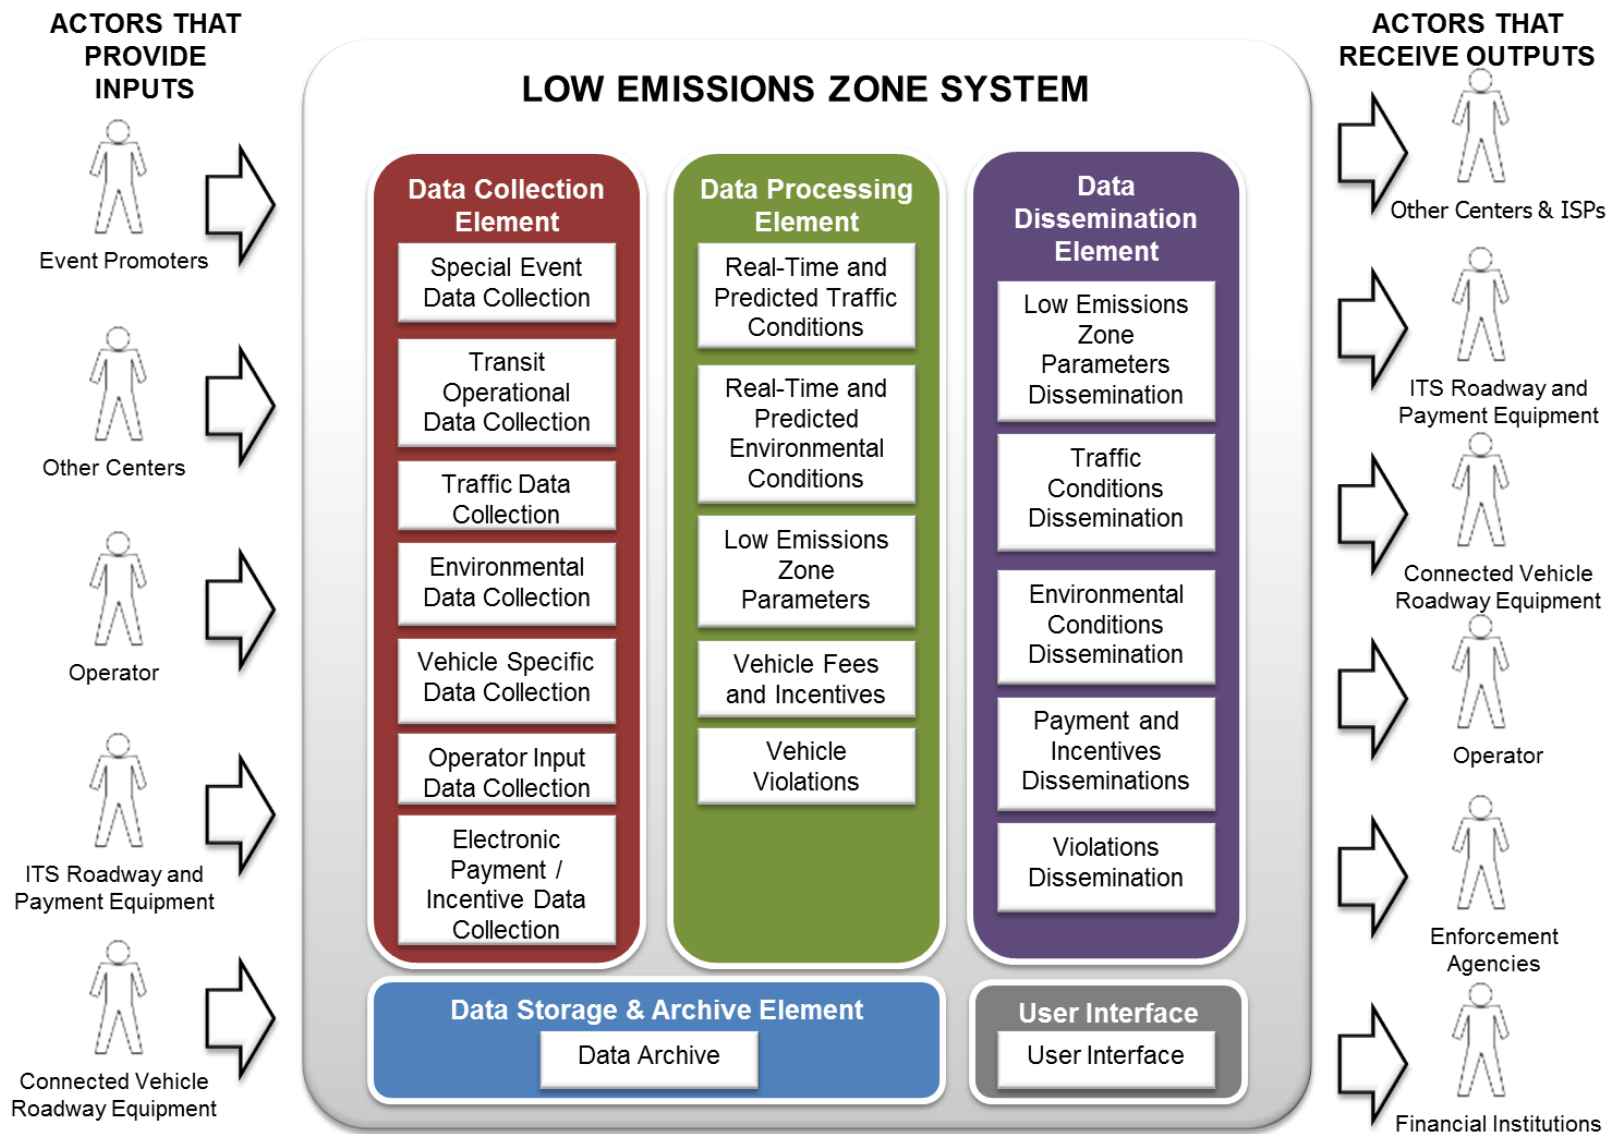 ACTORS THAT
PROVIDE
INPUTS
Event Promoters
Other Centers
Operator
ITS Roadway and
Payment Equipment
Connected Vehicle
Roadway Equipment
LOW EMISSIONS ZONE SYSTEM
Data Collection
Element
Special Event
Data Collection
Transit
Operational
Data Collection
Traffic Data
Collection
Environmental
Data Collection
Vehicle Specific
Data Collection
Operator Input
Data Collection
Electronic
Payment /
Incentive Data
Collection
Data Processing
Element
Real-Time and
Predicted Traffic
Conditions
Real-Time and
Predicted
Environmental
Conditions
Low Emissions
Zone
Parameters
Vehicle Fees
and Incentives
Vehicle
Violations
Data
Dissemination
Element
Low Emissions
Zone
Parameters
Dissemination
Traffic
Conditions
Dissemination
Environmental
Conditions
Dissemination
Payment and
Incentives
Disseminations
Violations
Dissemination
Data Storage & Archive Element
Data Archive
User Interface
User Interface
ACTORS THAT
RECEIVE OUTPUTS
Other Centers & ISPs
ITS Roadway and
Payment Equipment
Connected Vehicle
Roadway Equipment
Operator
Enforcement
Agencies
Financial Institutions